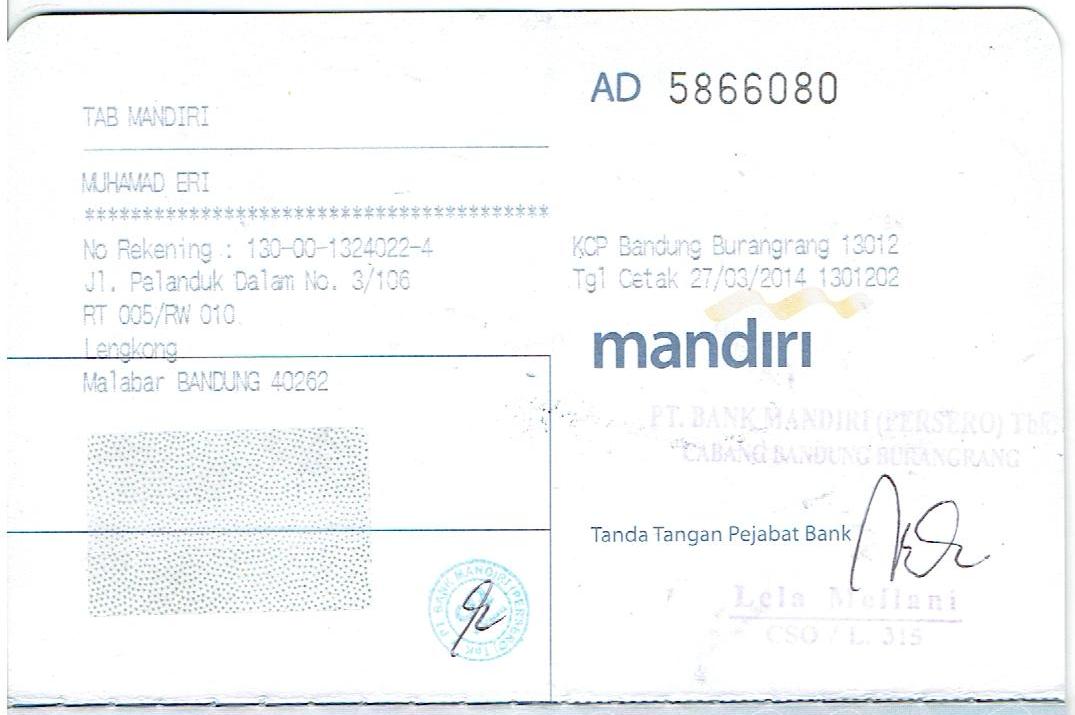 TAB MANDIRI
MUHAMAD ERI
****************************************
No Rekening : 130-00-1324022-4
Jl. Palanduk Dalam No. 3/106
RT 005/RW 010
Lengkong
Malabar BANDUNG 40262
PT BANK MANDIRI (PERSERO) Tbk
AD 5866080
KCP Bandung Burangrang 13012
Tgl Cetak 27/03/2014 1301202
mandiri
PT. BANK MANDIRI (PERSERO) Tbk.
CABANG BANDUNG BURANGRANG
Tanda Tangan Pejabat Bank
Lela Meilani
CSO / L. 315